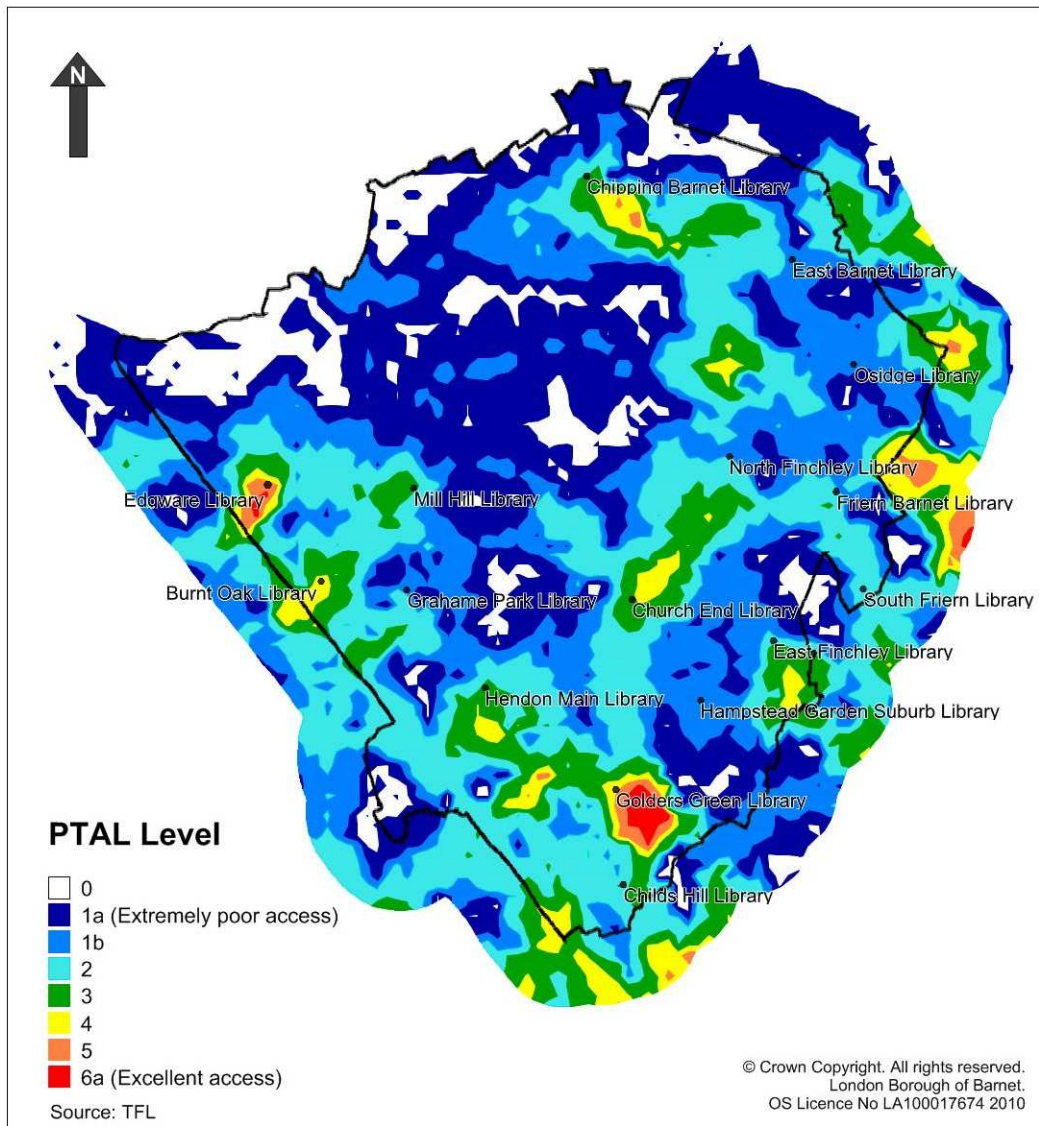 N
Chipping Barnet Library
East Barnet Library
Osidge Library
North Finchley Library
Edgware Library
Mill Hill Library
Friern Barnet Library
Burnt Oak Library
Grahame Park Library
Church End Library
South Friern Library
East Finchley Library
Hendon Main Library
Hampstead Garden Suburb Library
Golders Green Library
Childs Hill Library
PTAL Level
0
1a (Extremely poor access)
1b
2
3
4
5
6a (Excellent access)
Source: TFL
© Crown Copyright. All rights reserved.
London Borough of Barnet.
OS Licence No LA100017674 2010